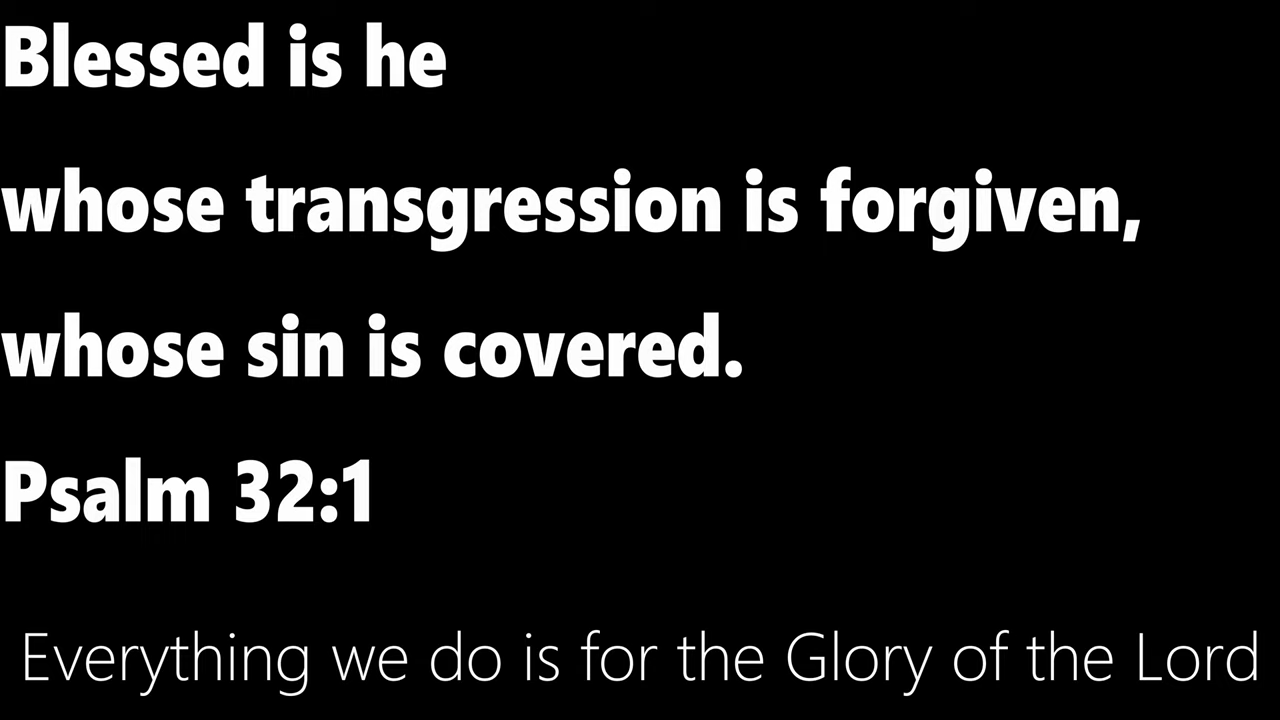 Blessed is he
whose transgression is forgiven,
whose sin is covered.
Psalm 32:1
Everything we do is for the Glory of the Lord